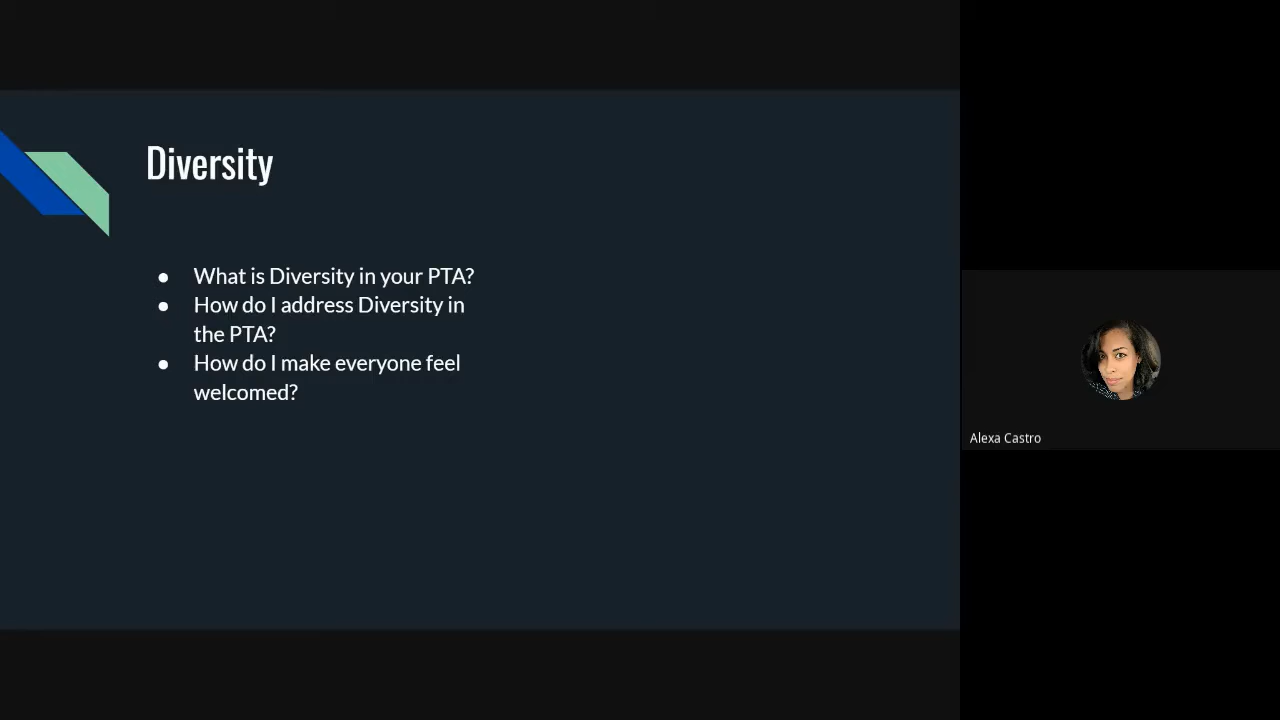 Diversity
● What is Diversity in your PTA?
● How do I address Diversity in
the PTA?
● How do I make everyone feel
welcomed?
Alexa Castro